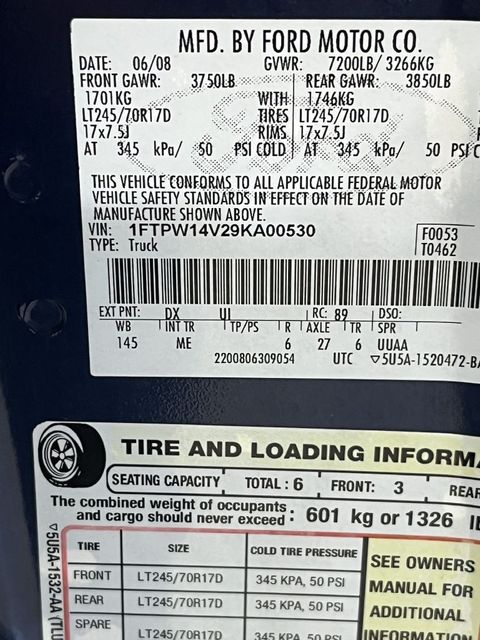 MFD. BY FORD MOTOR CO.
DATE: 06/08 GVWR: 7200LB/ 3266KG
FRONT GAWR: 3750LB REAR GAWR: 3850LB
1701KG WITH 1746KG
LT245/70R17D TIRES LT245/70R17D
17x7.5J RIMS 17x7.5J
AT 345 kPa/ 50 PSI COLD AT 345 kPa/ 50 PSI C
THIS VEHICLE CONFORMS TO ALL APPLICABLE FEDERAL MOTOR
VEHICLE SAFETY STANDARDS IN EFFECT ON THE DATE OF
MANUFACTURE SHOWN ABOVE.
VIN: 1FTPW14V29KA00530 F0053
TYPE: Truck T0462
EXT PNT: DX UI RC: 89 DSO:
WB INT TR TP/PS R AXLE TR SPR
145 ME 6 27 6 UUAA
2200806309054 UTC ▽5U5A-1520472-B
TIRE AND LOADING INFORM
SEATING CAPACITY TOTAL : 6 FRONT: 3 REAR
The combined weight of occupants
and cargo should never exceed : 601 kg or 1326
TIRE SIZE COLD TIRE PRESSURE
FRONT LT245/70R17D 345 KPA, 50 PSI
REAR LT245/70R17D 345 KPA, 50 PSI
SPARE LT245/70R17D 345 KPA, 50 PSI
SEE OWNERS
MANUAL FOR
ADDITIONAL
INFORMATION
▽5U5A-1532-AA (TLU